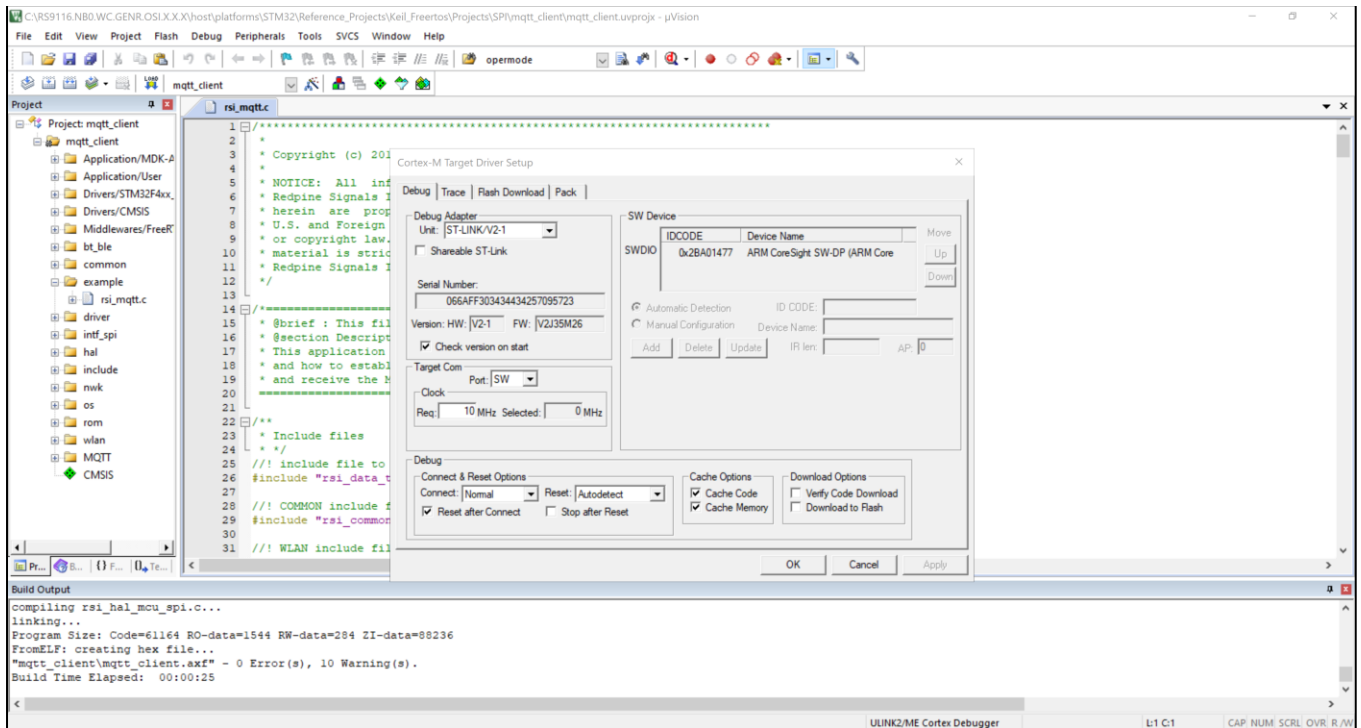 C:\RS9116.NB0.WC.GENR.OSI.X.X.X\host\platforms\STM32\Reference_Projects\Keil_Freertos\Projects\SPI\mqtt_client\mqtt_client.uvprojx - µVision
File Edit View Project Flash Debug Peripherals Tools SVCS Window Help
opermode
LOAD mqtt_client
Project
rsi_mqtt.c
Project: mqtt_client
mqtt_client
Application/MDK-A
Application/User
Drivers/STM32F4xx_
Drivers/CMSIS
Middlewares/FreeR
bt_ble
common
example
rsi_mqtt.c
driver
intf_spi
hal
include
nwk
os
rom
wlan
MQTT
CMSIS
Pr... B... {} F... Te...
1 /****************************************************************************
2 *
3 * Copyright (c) 201
4 *
5 * NOTICE: All inf
6 * Redpine Signals I
7 * herein are prop
8 * U.S. and Foreign
9 * or copyright law.
10 * material is stric
11 * Redpine Signals I
12 */
13
14 /*====================
15 * @brief : This fil
16 * @section Descript
17 * This application
18 * and how to establ
19 * and receive the M
20 ====================
21
22 /**
23 * Include files
24 * */
25 //! include file to
26 #include "rsi_data_t
27
28 //! COMMON include f
29 #include "rsi_common
30
31 //! WLAN include fil
Cortex-M Target Driver Setup
Debug Trace Flash Download Pack
Debug Adapter
Unit: ST-LINK/V2-1
Shareable ST-Link
Serial Number:
066AFF303434434257095723
Version: HW: V2-1 FW: V2J35M26
Check version on start
Target Com
Port: SW
Clock
Req: 10 MHz Selected: 0 MHz
SW Device
IDCODE Device Name Move
SWDIO 0x2BA01477 ARM CoreSight SW-DP (ARM Core Up
Down
Automatic Detection ID CODE:
Manual Configuration Device Name:
Add Delete Update IR len: AP: 0
Debug
Connect & Reset Options
Connect: Normal Reset: Autodetect
Reset after Connect Stop after Reset
Cache Options
Cache Code
Cache Memory
Download Options
Verify Code Download
Download to Flash
OK Cancel Apply
Build Output
compiling rsi_hal_mcu_spi.c...
linking...
Program Size: Code=61164 RO-data=1544 RW-data=284 ZI-data=88236
FromELF: creating hex file...
"mqtt_client\mqtt_client.axf" - 0 Error(s), 10 Warning(s).
Build Time Elapsed: 00:00:25
ULINK2/ME Cortex Debugger L:1 C:1 CAP NUM SCRL OVR R/W